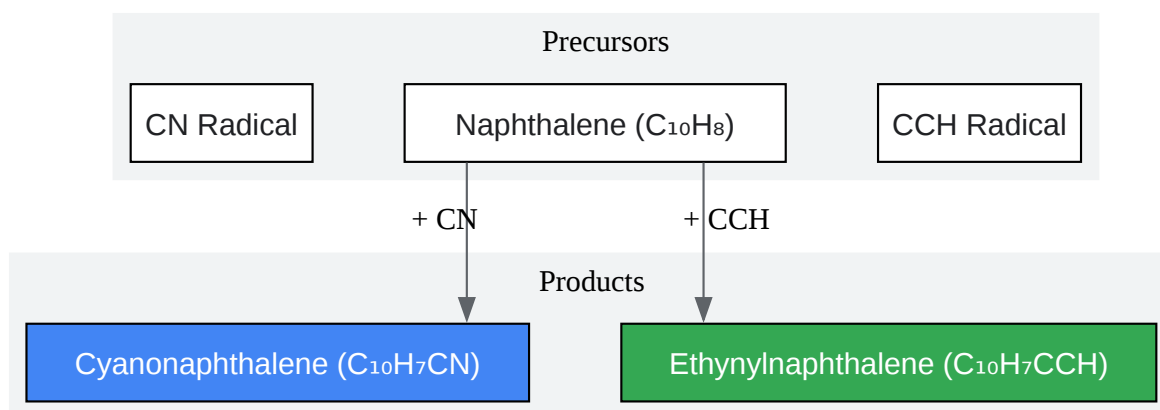 Precursors
CN Radical
Naphthalene (C₁₀H₈)
CCH Radical
+ CN
+ CCH
Products
Cyanonaphthalene (C₁₀H₇CN)
Ethynylnaphthalene (C₁₀H₇CCH)